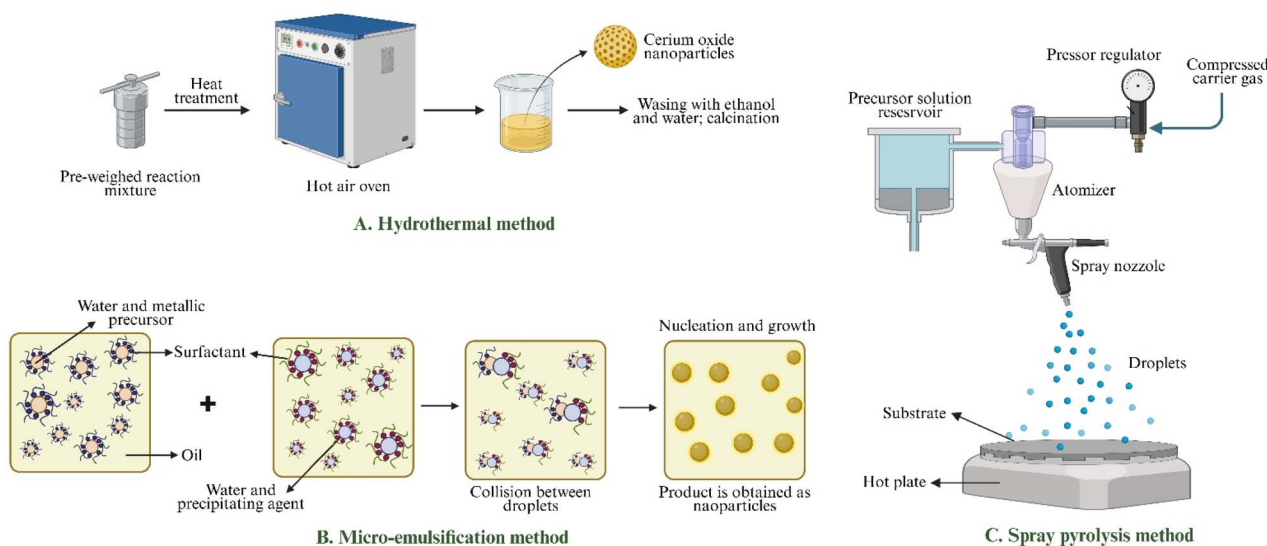 Pre-weighed reaction
mixture
Heat
treatment
Hot air oven
Cerium oxide
nanoparticles
Wasing with ethanol
and water; calcination
A. Hydrothermal method
Water and metallic
precursor
Surfactant
Oil
Water and
precipitating agent
Collision between
droplets
Nucleation and growth
Product is obtained as
naoparticles
B. Micro-emulsification method
Pressor regulator
Compressed
carrier gas
Precursor solution
resesrvoir
Atomizer
Spray nozzle
Droplets
Substrate
Hot plate
C. Spray pyrolysis method